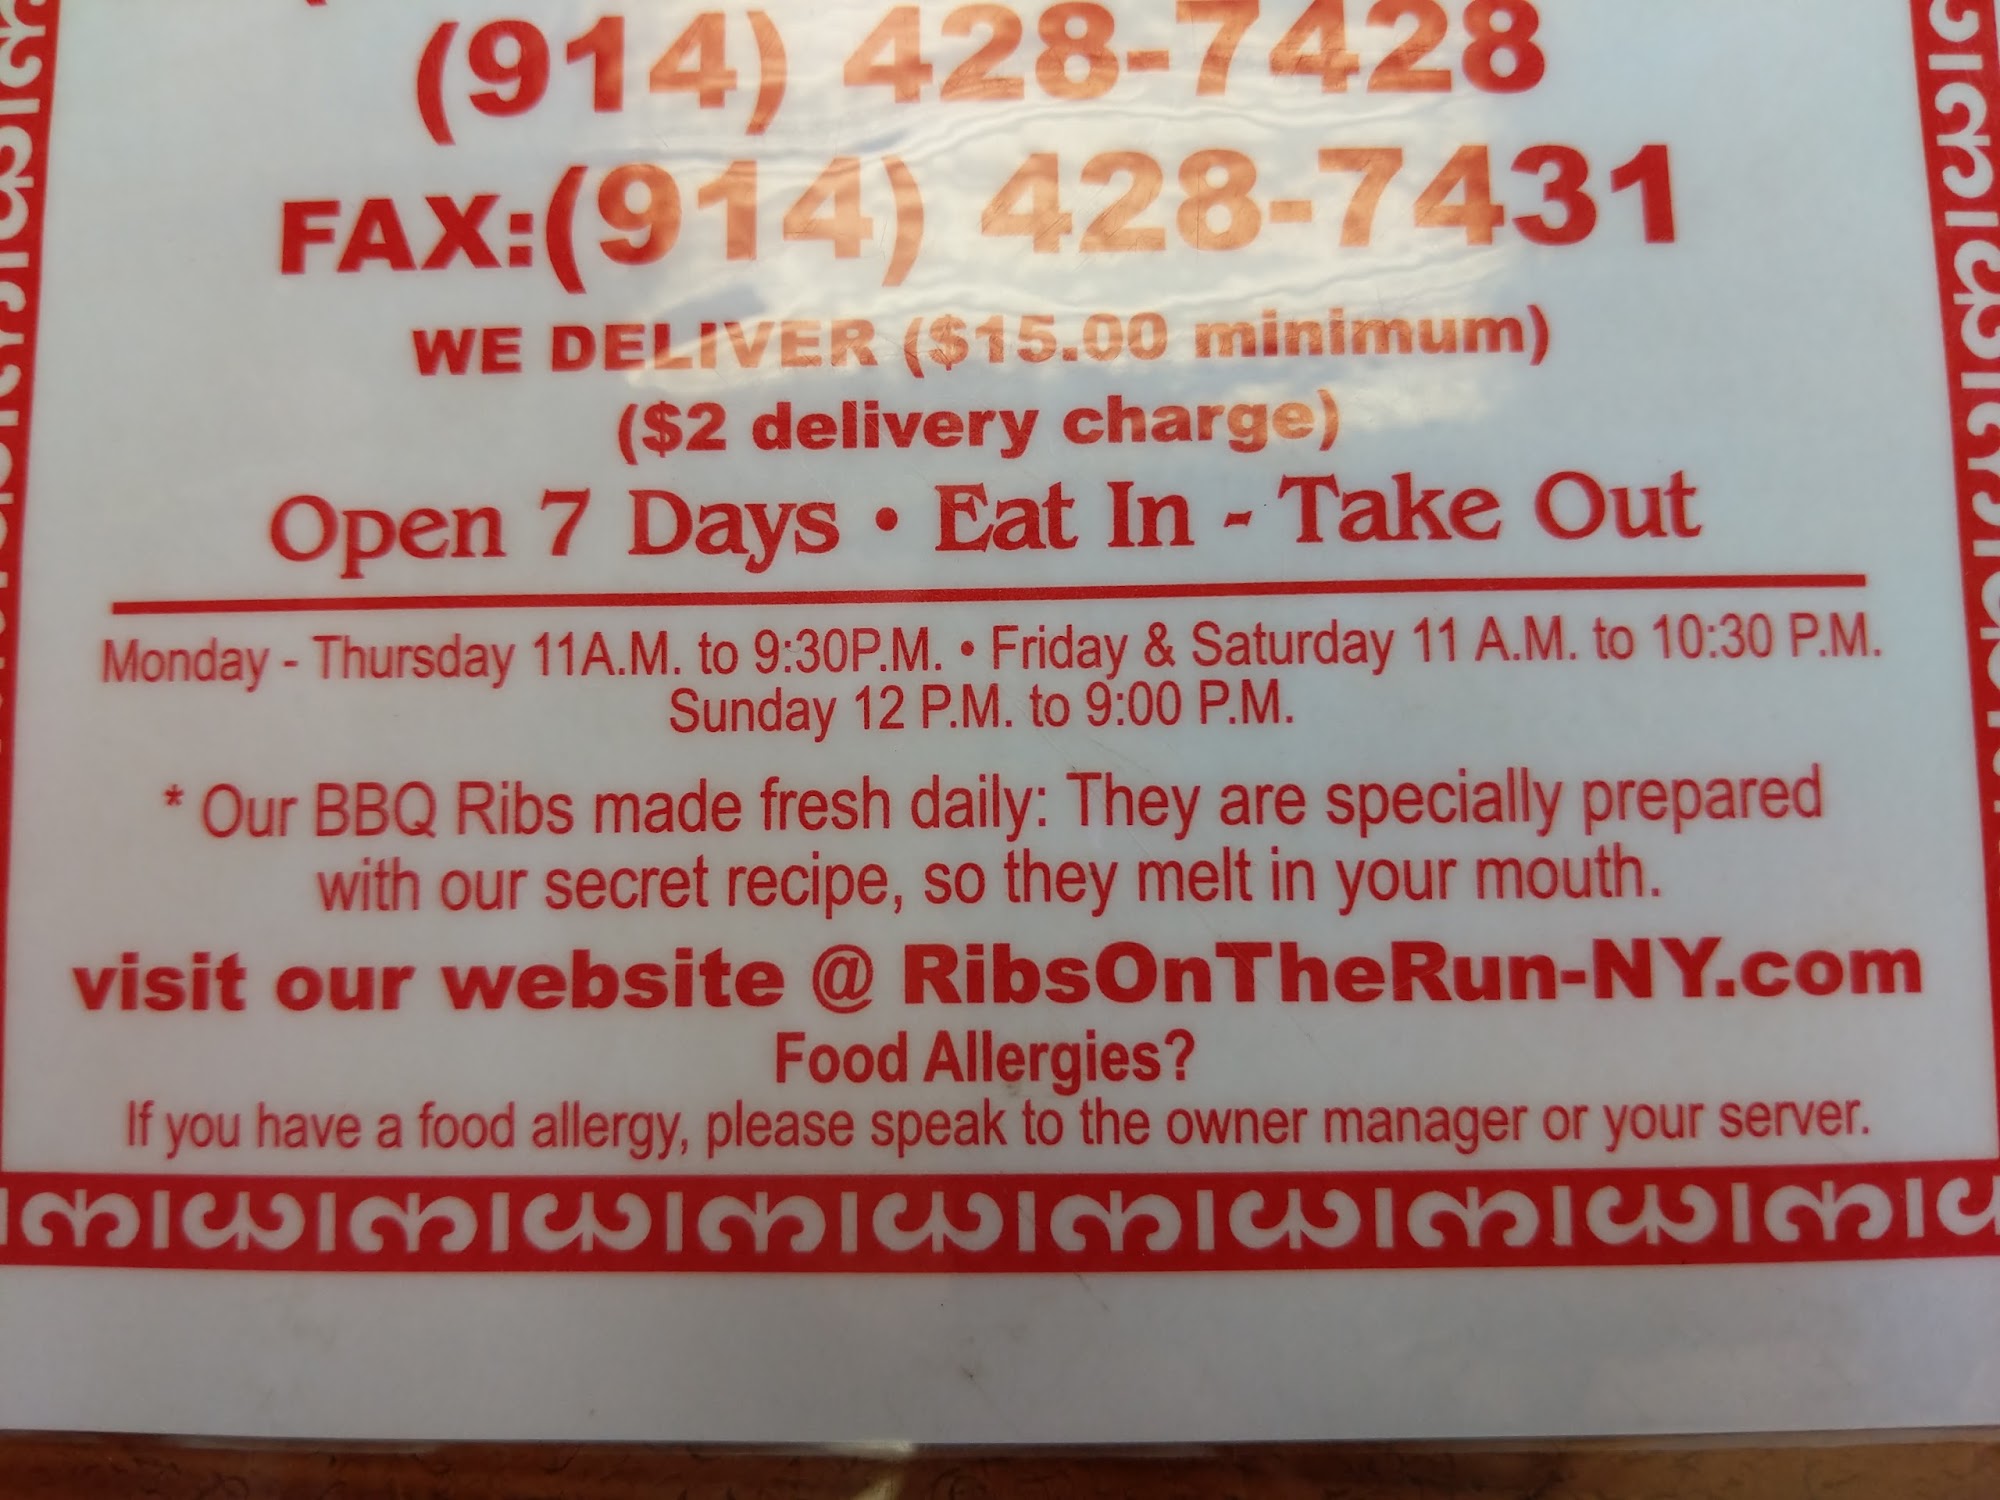 (914) 428-7428
FAX:(914) 428-7431
WE DELIVER ($15.00 minimum)
($2 delivery charge)
Open 7 Days • Eat In - Take Out
Monday - Thursday 11A.M. to 9:30P.M. • Friday & Saturday 11 A.M. to 10:30 P.M.
Sunday 12 P.M. to 9:00 P.M.
* Our BBQ Ribs made fresh daily: They are specially prepared
with our secret recipe, so they melt in your mouth.
visit our website @ RibsOnTheRun-NY.com
Food Allergies?
If you have a food allergy, please speak to the owner manager or your server.